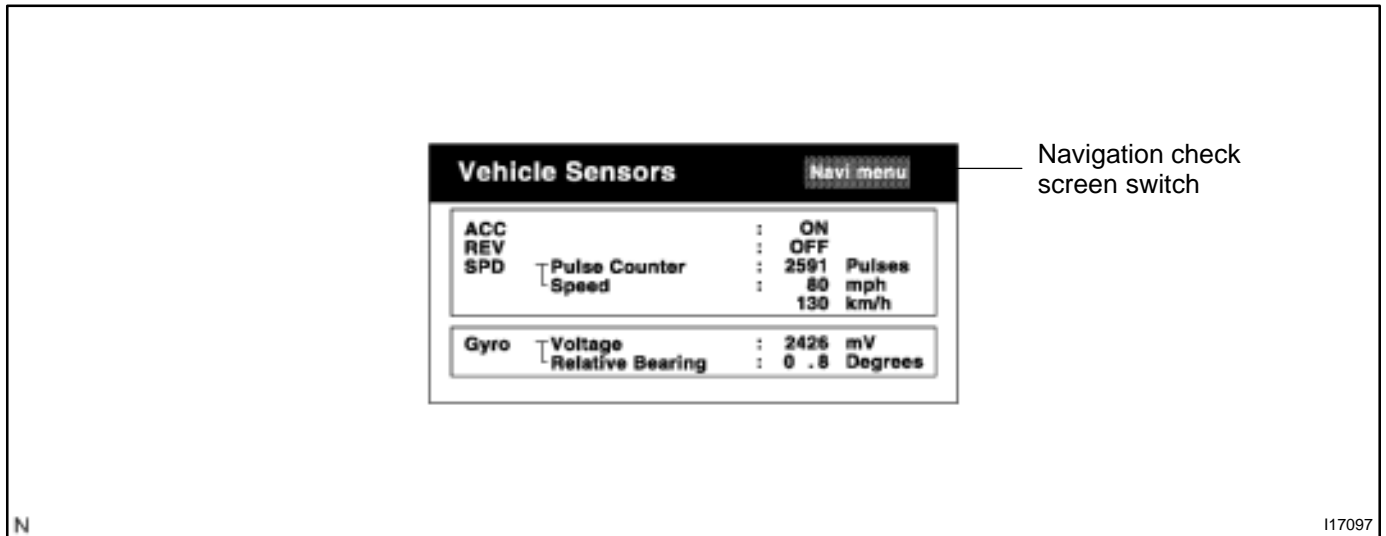 Vehicle Sensors Navi menu
Navigation check
screen switch
ACC : ON
REV : OFF
SPD Pulse Counter : 2591 Pulses
Speed : 80 mph
130 km/h
Gyro Voltage : 2426 mV
Relative Bearing : 0 .8 Degrees
N
I17097